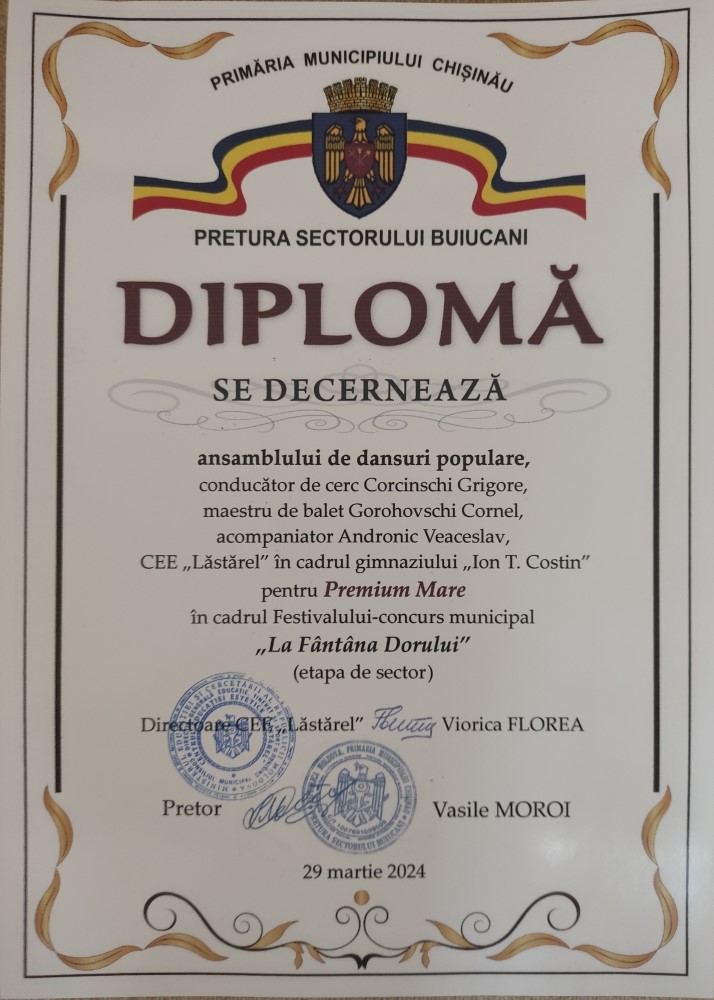 PRIMĂRIA MUNICIPIULUI CHIȘINĂU
PRETURA SECTORULUI BUIUCANI
DIPLOMĂ
SE DECERNEAZĂ
ansamblului de dansuri populare,
conducător de cerc Corcinschi Grigore,
maestru de balet Gorohovschi Cornel,
acompaniator Andronic Veaceslav,
CEE „Lăstărel” în cadrul gimnaziului „Ion T. Costin”
pentru Premium Mare
în cadrul Festivalului-concurs municipal
„La Fântâna Dorului”
(etapa de sector)
Directoare CEE „Lăstărel” Viorica FLOREA
Pretor Vasile MOROI
PRETURA SECTORULUI BUIUCANI
29 martie 2024